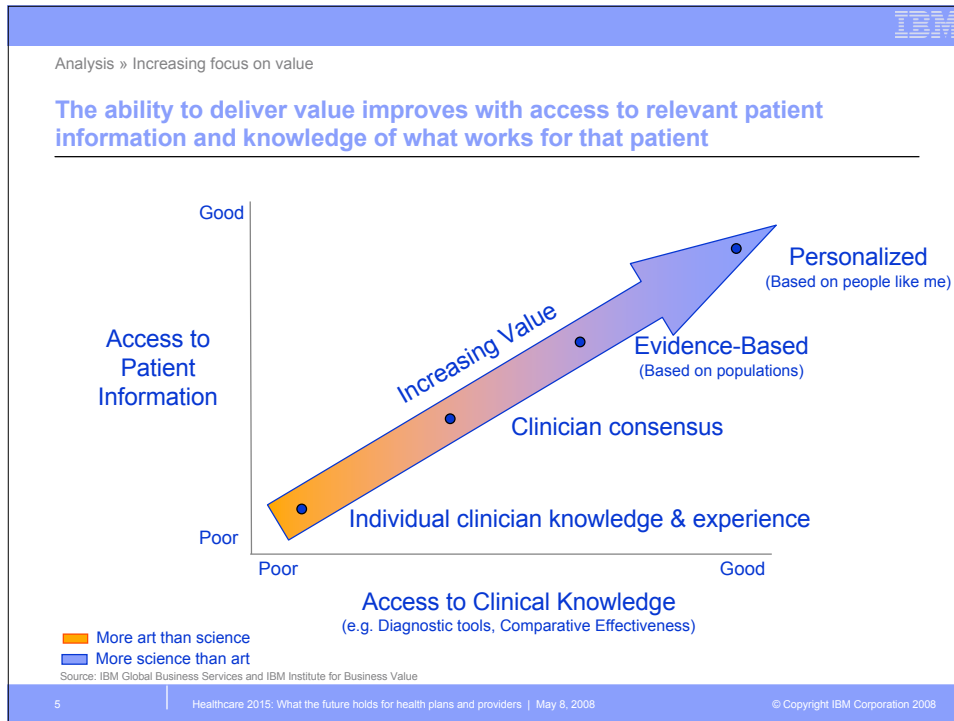 IBM
Analysis » Increasing focus on value
The ability to deliver value improves with access to relevant patient
information and knowledge of what works for that patient
Good
Personalized
(Based on people like me)
Increasing Value
Access to
Patient
Information
Evidence-Based
(Based on populations)
Clinician consensus
Individual clinician knowledge & experience
Poor
Poor
Good
Access to Clinical Knowledge
(e.g. Diagnostic tools, Comparative Effectiveness)
More art than science
More science than art
Source: IBM Global Business Services and IBM Institute for Business Value
5
Healthcare 2015: What the future holds for health plans and providers | May 8, 2008
© Copyright IBM Corporation 2008